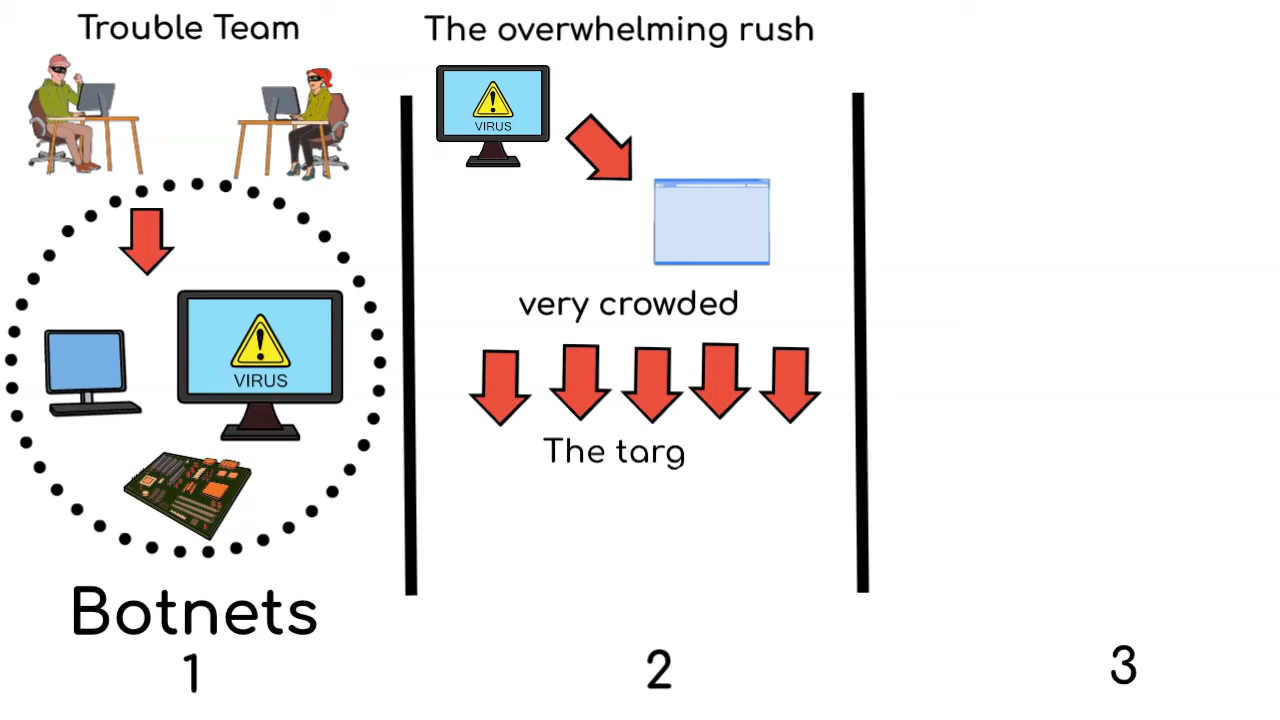 Trouble Team
VIRUS
Botnets
1
The overwhelming rush
VIRUS
very crowded
The targ
2
3